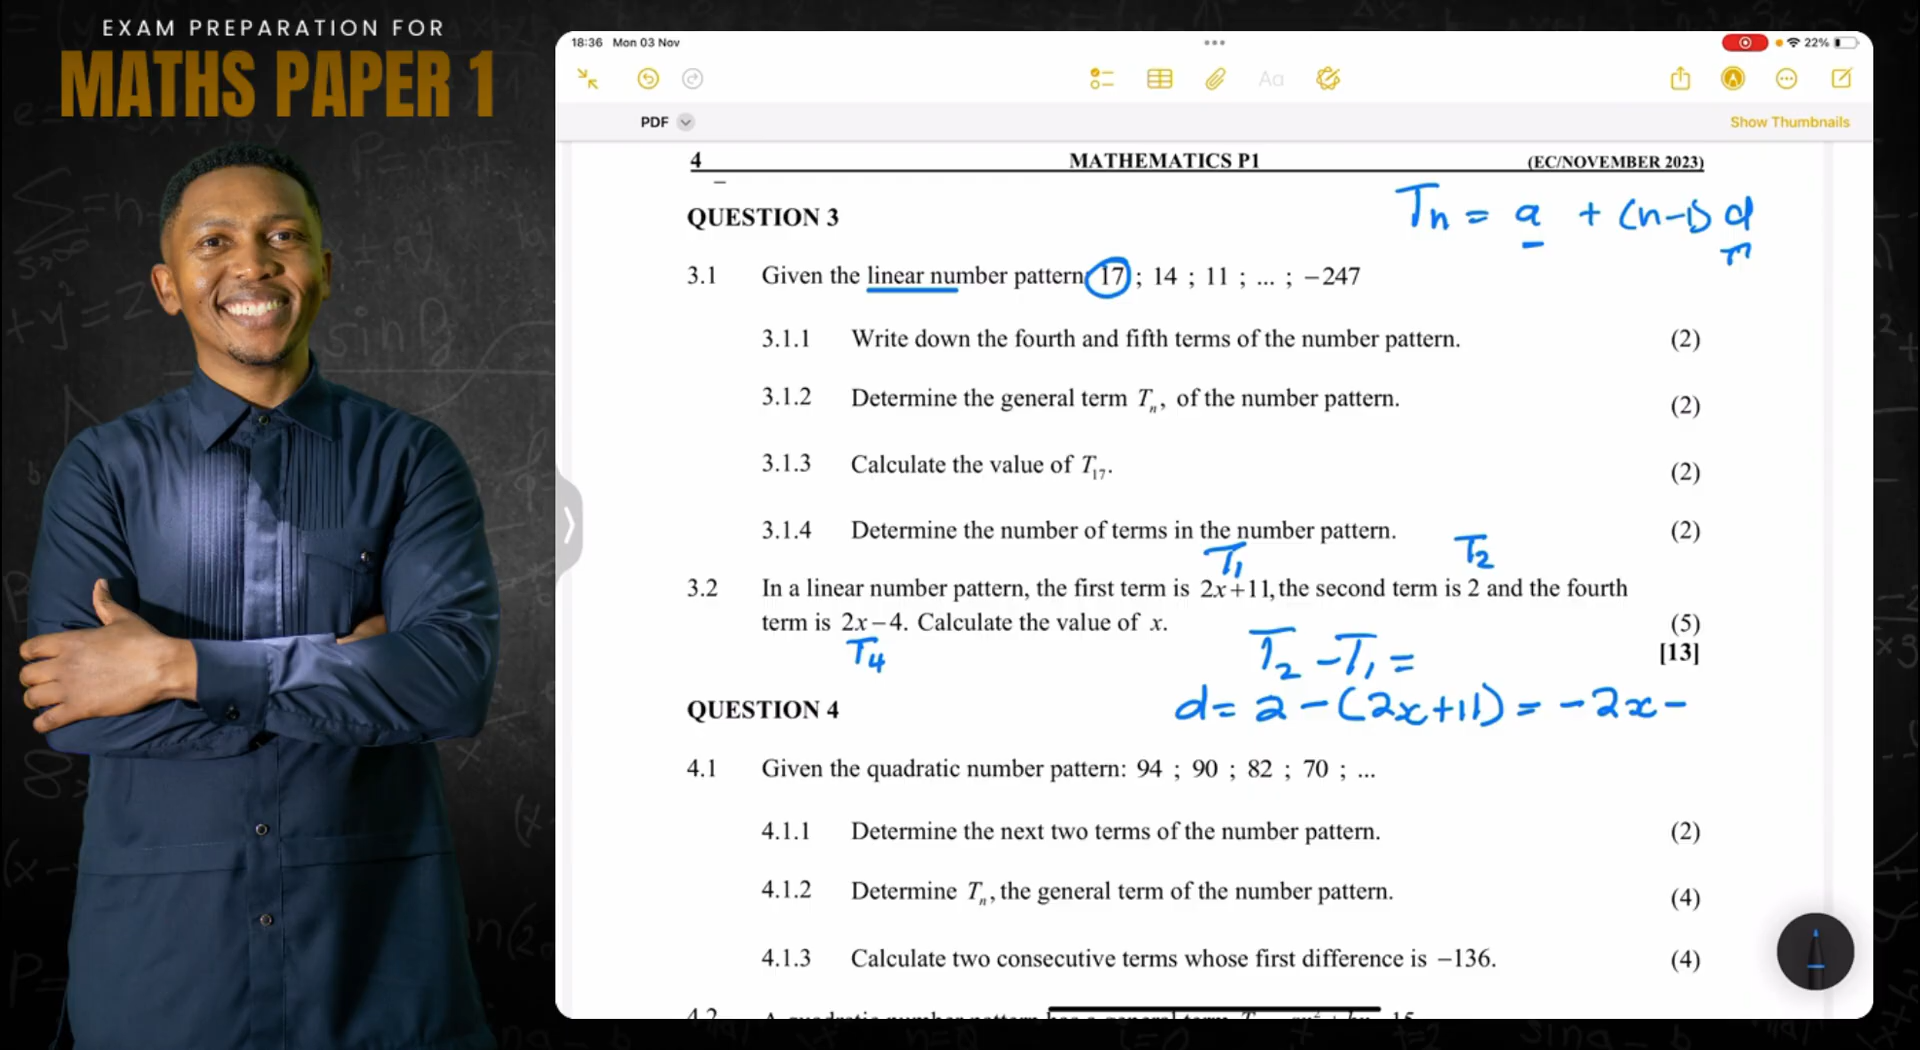 EXAM PREPARATION FOR
MATHS PAPER 1
18:36 Mon 03 Nov
22%
Aa
PDF
Show Thumbnails
4 MATHEMATICS P1 (EC/NOVEMBER 2023)
Tn = a + (n-1)d
QUESTION 3
3.1 Given the linear number pattern 17 ; 14 ; 11 ; ... ; −247
3.1.1 Write down the fourth and fifth terms of the number pattern. (2)
3.1.2 Determine the general term Tn, of the number pattern. (2)
3.1.3 Calculate the value of T17. (2)
3.1.4 Determine the number of terms in the number pattern. (2)
T1 T2
3.2 In a linear number pattern, the first term is 2x+11, the second term is 2 and the fourth
term is 2x−4. Calculate the value of x. (5)
T4 T2 -T1 =
[13]
d= 2 - (2x+11) = -2x-
QUESTION 4
4.1 Given the quadratic number pattern: 94 ; 90 ; 82 ; 70 ; ...
4.1.1 Determine the next two terms of the number pattern. (2)
4.1.2 Determine Tn, the general term of the number pattern. (4)
4.1.3 Calculate two consecutive terms whose first difference is −136. (4)